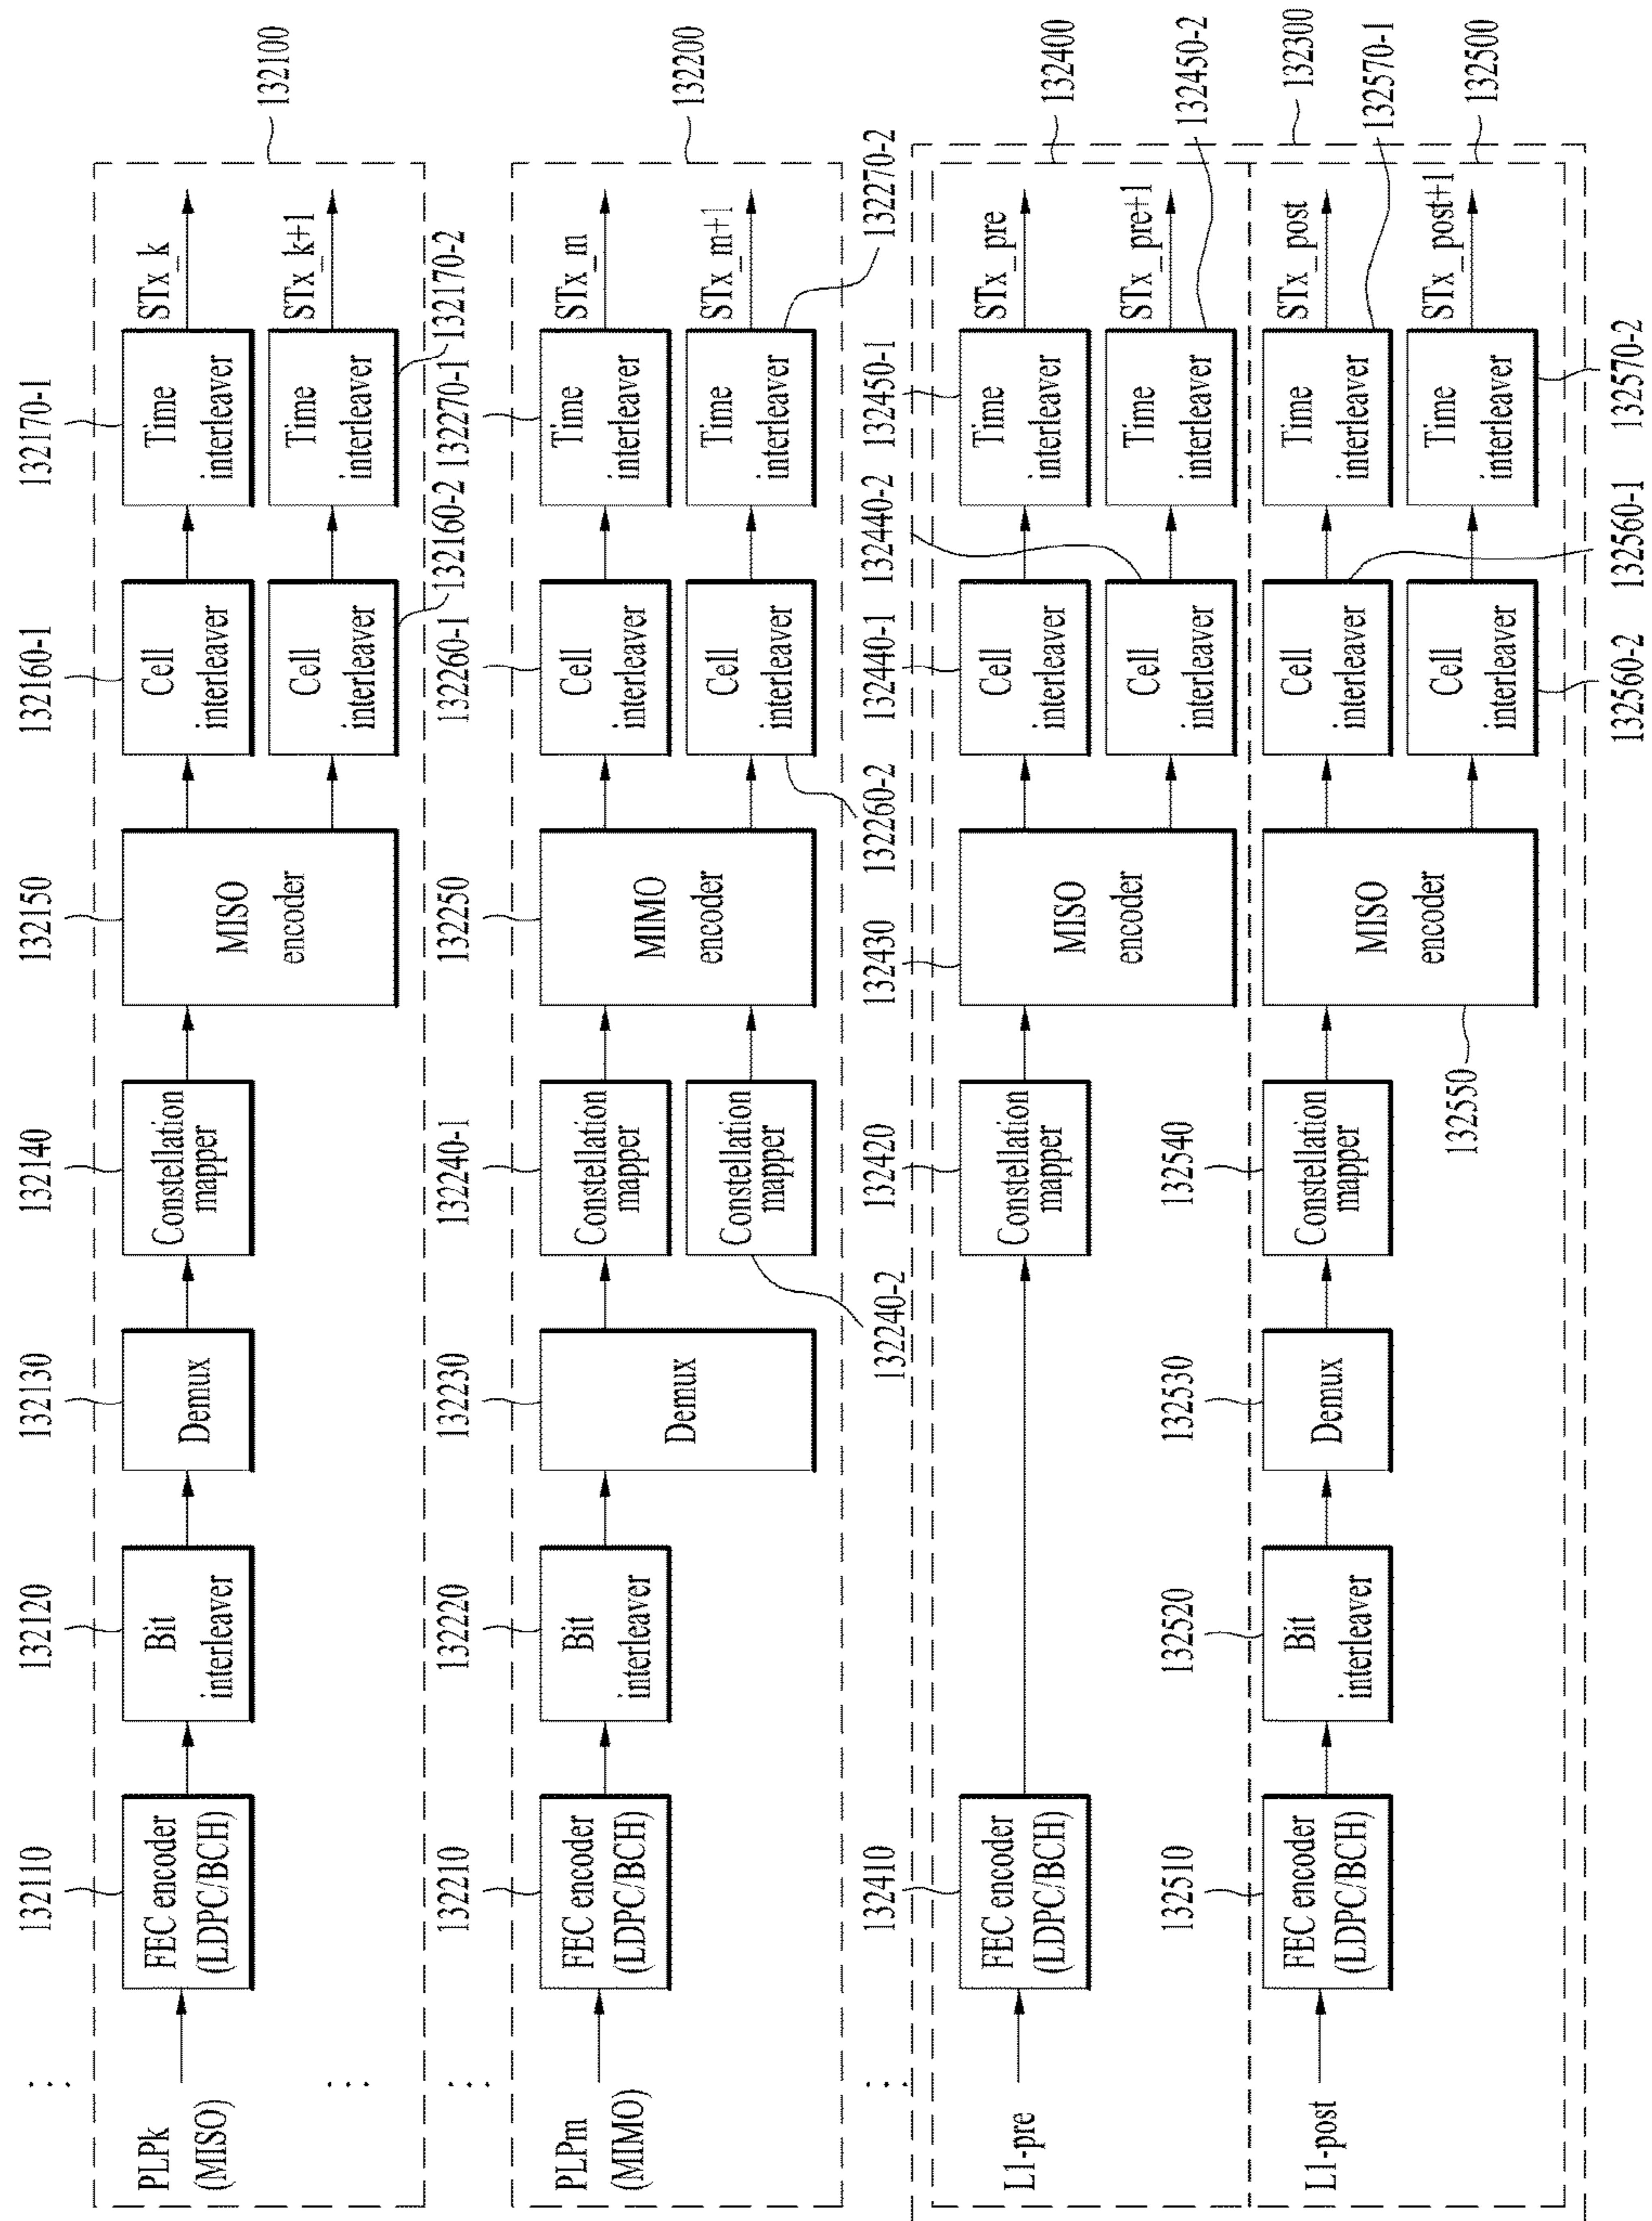 132110
132120
132130
132140
132150
132160-1
132170-1
⋮
PLPk
(MISO)
FEC encoder
(LDPC/BCH)
Bit
interleaver
Demux
Constellation
mapper
MISO
encoder
Cell
interleaver
Time
interleaver
STx_k
Cell
interleaver
Time
interleaver
STx_k+1
132100
⋮
132160-2
132170-2
132210
132220
132230
132240-1
132250
132260-1
132270-1
⋮
PLPm
(MIMO)
FEC encoder
(LDPC/BCH)
Bit
interleaver
Demux
Constellation
mapper
MIMO
encoder
Cell
interleaver
Time
interleaver
STx_m
Constellation
mapper
Cell
interleaver
Time
interleaver
STx_m+1
132200
132240-2
132260-2
132270-2
⋮
132410
132420
132430
132440-1
132440-2
132450-1
L1-pre
FEC encoder
(LDPC/BCH)
Constellation
mapper
MISO
encoder
Cell
interleaver
Time
interleaver
STx_pre
Cell
interleaver
Time
interleaver
STx_pre+1
132400
132450-2
132510
132520
132530
132540
L1-post
FEC encoder
(LDPC/BCH)
Bit
interleaver
Demux
Constellation
mapper
MISO
encoder
Cell
interleaver
Time
interleaver
STx_post
Cell
interleaver
Time
interleaver
STx_post+1
132300
132570-1
132500
132550
132560-2
132560-1
132570-2